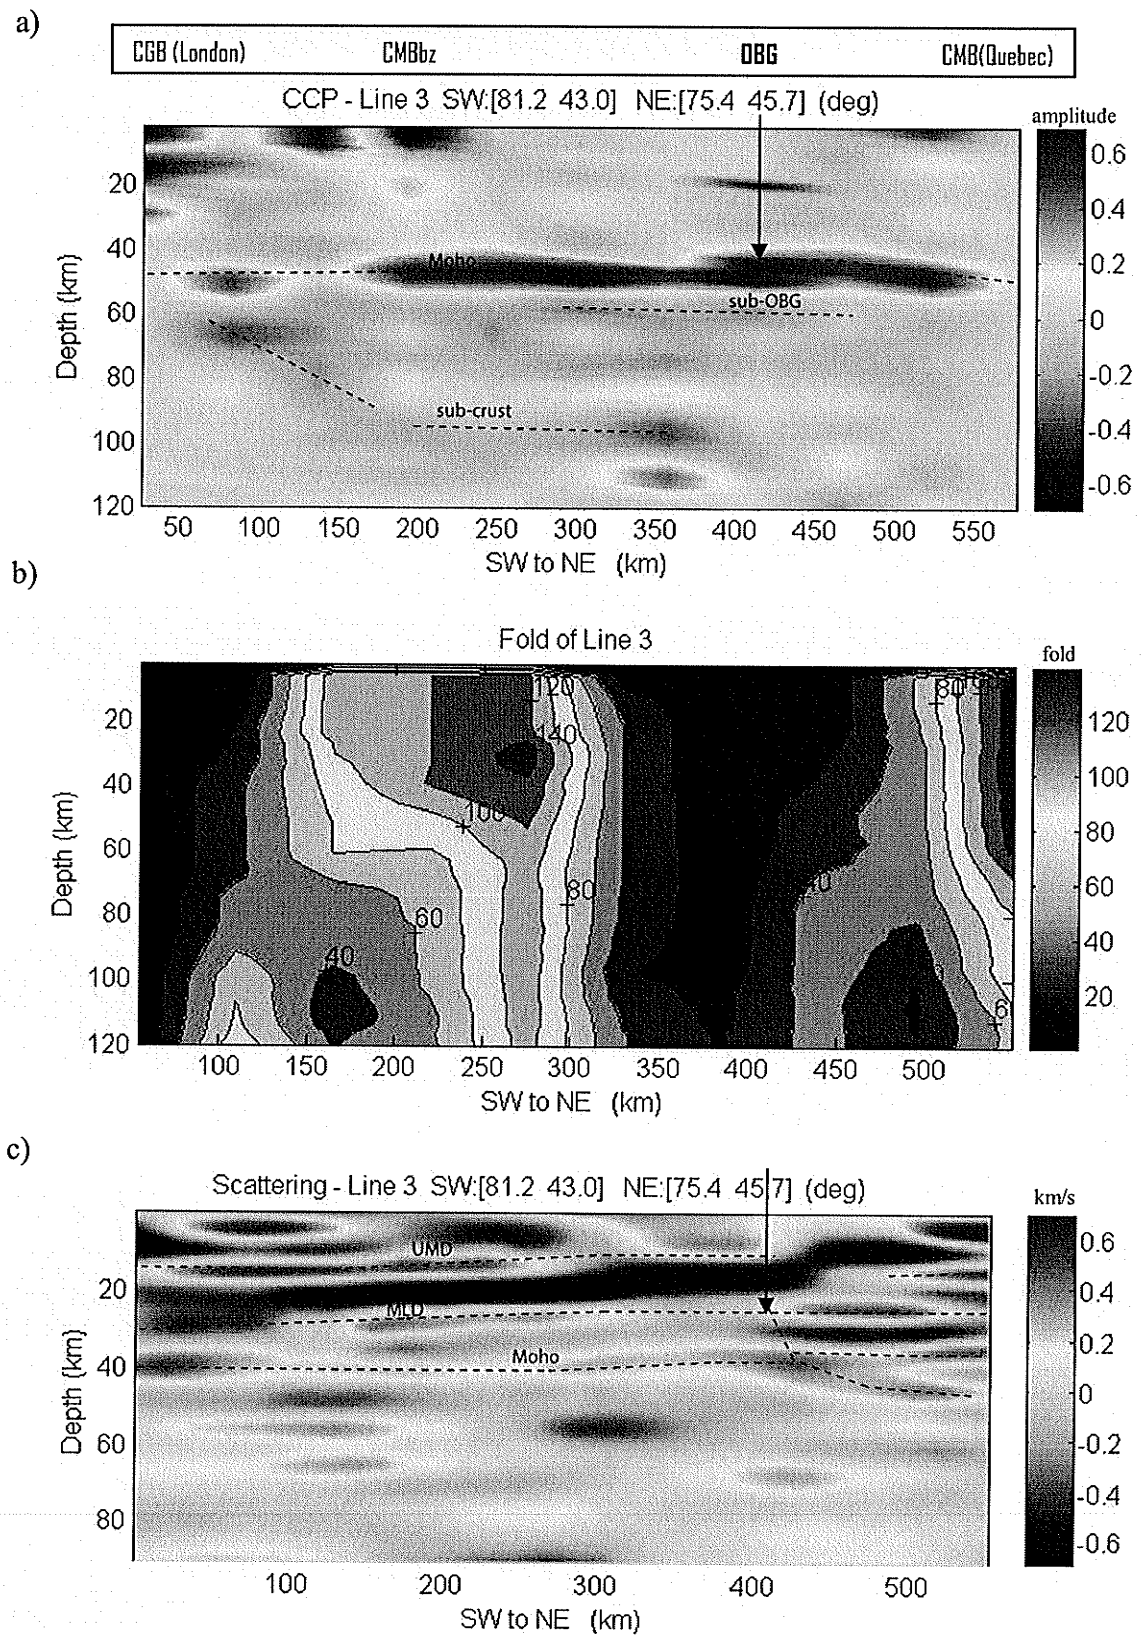 a)
CGB (London) CMBbz OBG CMB(Quebec)
CCP - Line 3 SW:[81.2 43.0] NE:[75.4 45.7] (deg)
amplitude
0.6
0.4
0.2
0
-0.2
-0.4
-0.6
20
40
60
80
100
120
Depth (km)
Moho
sub-OBG
sub-crust
50 100 150 200 250 300 350 400 450 500 550
SW to NE (km)
b)
Fold of Line 3
fold
120
100
80
60
40
20
20
40
60
80
100
120
Depth (km)
120
140
100
80
60
40
80
40
6
100 150 200 250 300 350 400 450 500
SW to NE (km)
c)
Scattering - Line 3 SW:[81.2 43.0] NE:[75.4 45.7] (deg)
km/s
0.6
0.4
0.2
0
-0.2
-0.4
-0.6
20
40
60
80
Depth (km)
UMD
MLD
Moho
100 200 300 400 500
SW to NE (km)